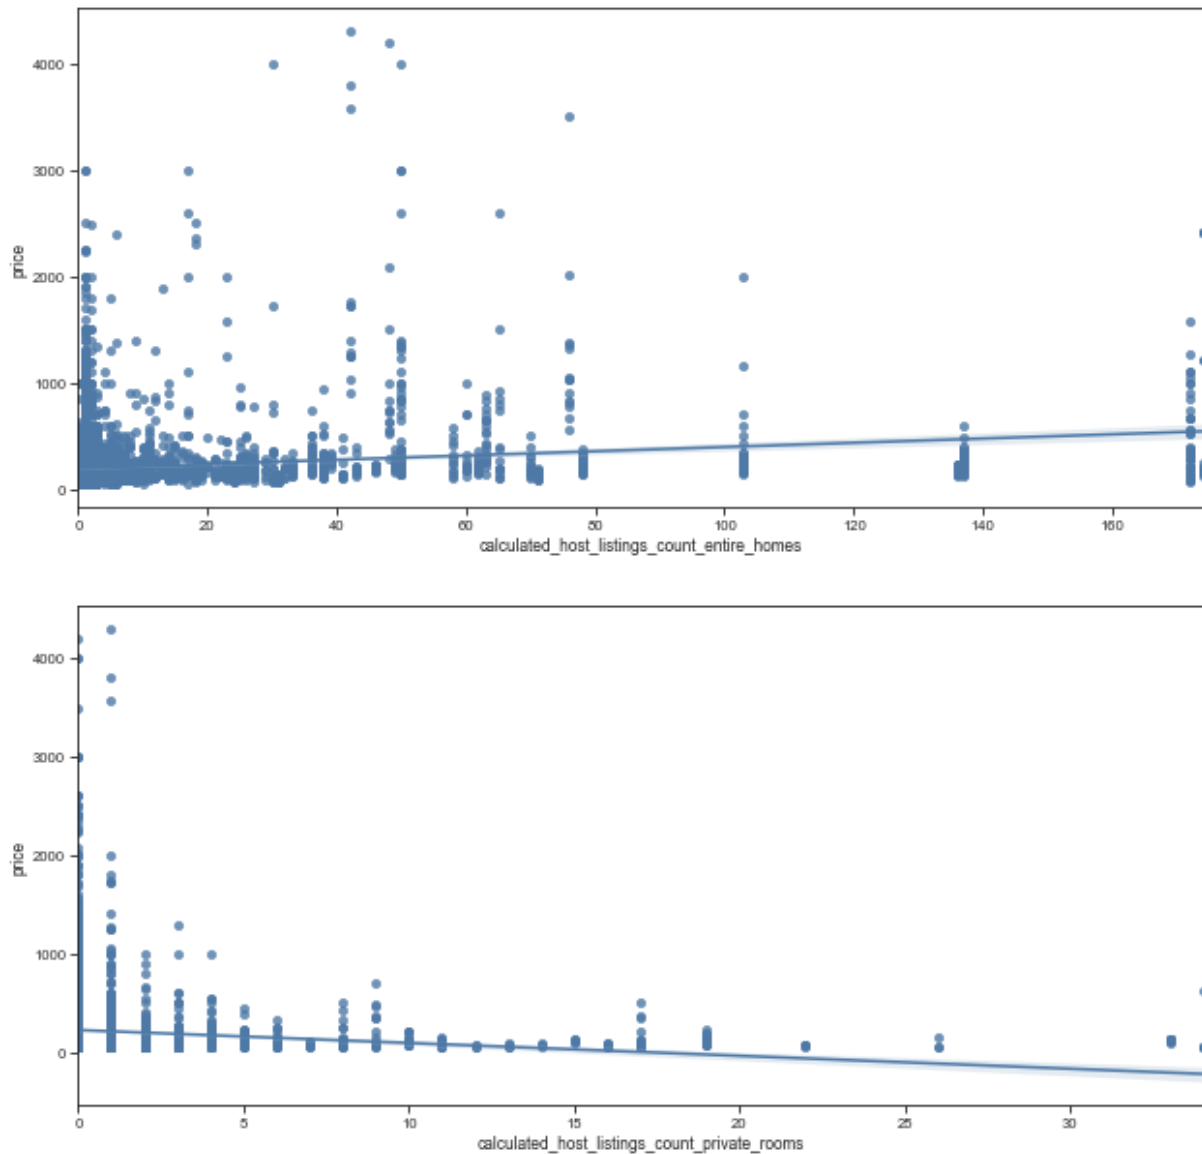 4000
3000
2000
1000
0
price
0 20 40 60 80 100 120 140 160
calculated_host_listings_count_entire_homes
4000
3000
2000
1000
0
price
0 5 10 15 20 25 30
calculated_host_listings_count_private_rooms